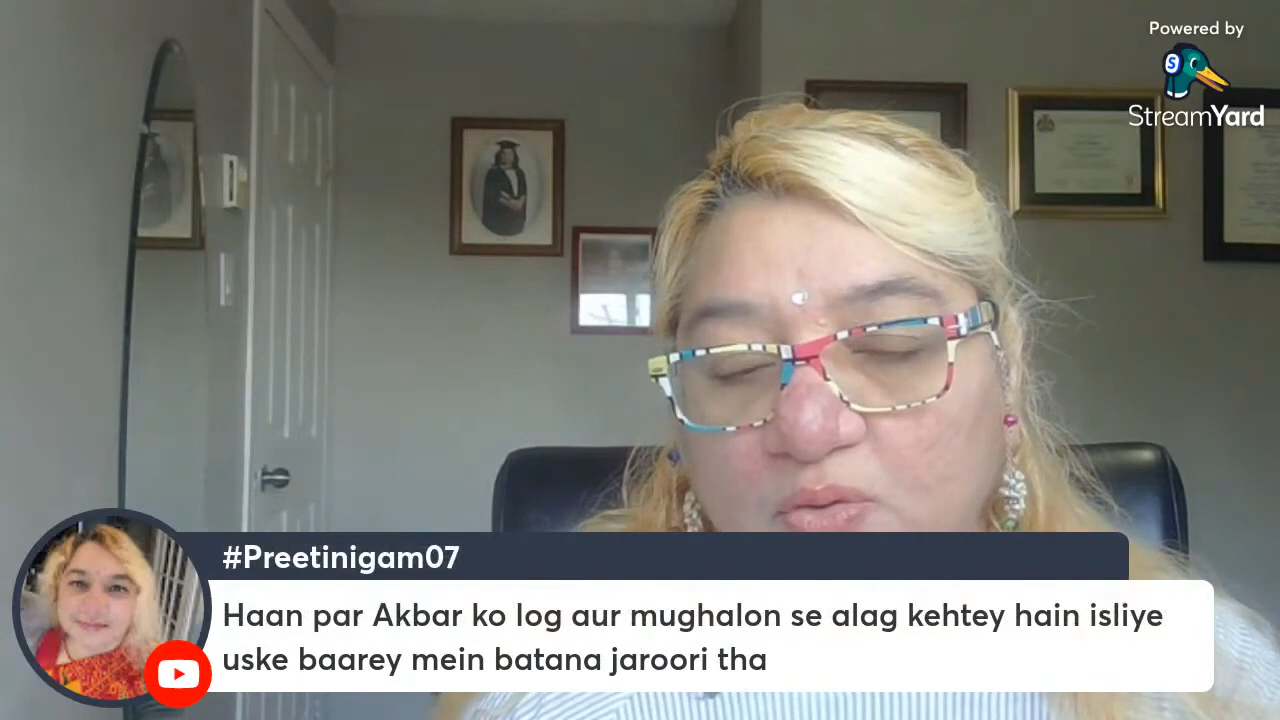 Powered by
StreamYard
#Preetinigam07
Haan par Akbar ko log aur mughalon se alag kehtey hain isliye
uske baarey mein batana jaroori tha